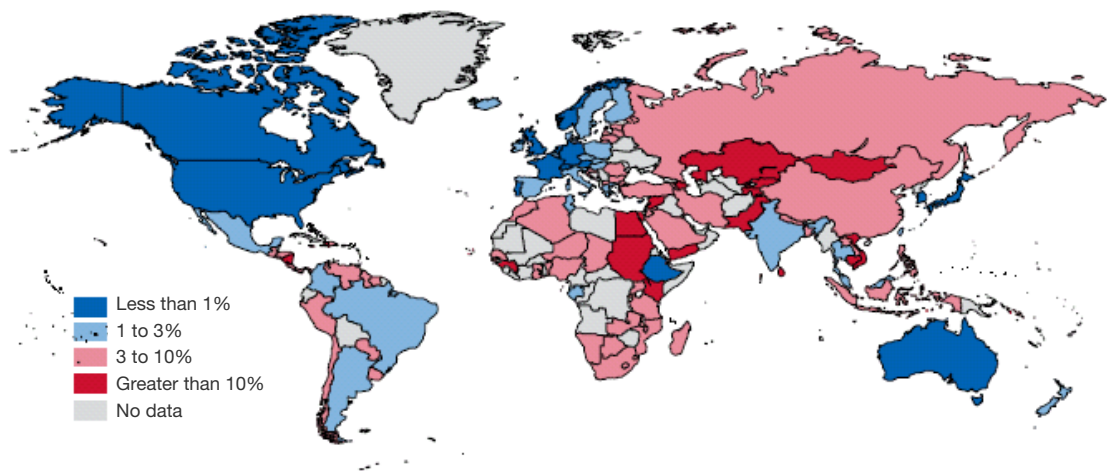 Less than 1%
1 to 3%
3 to 10%
Greater than 10%
No data